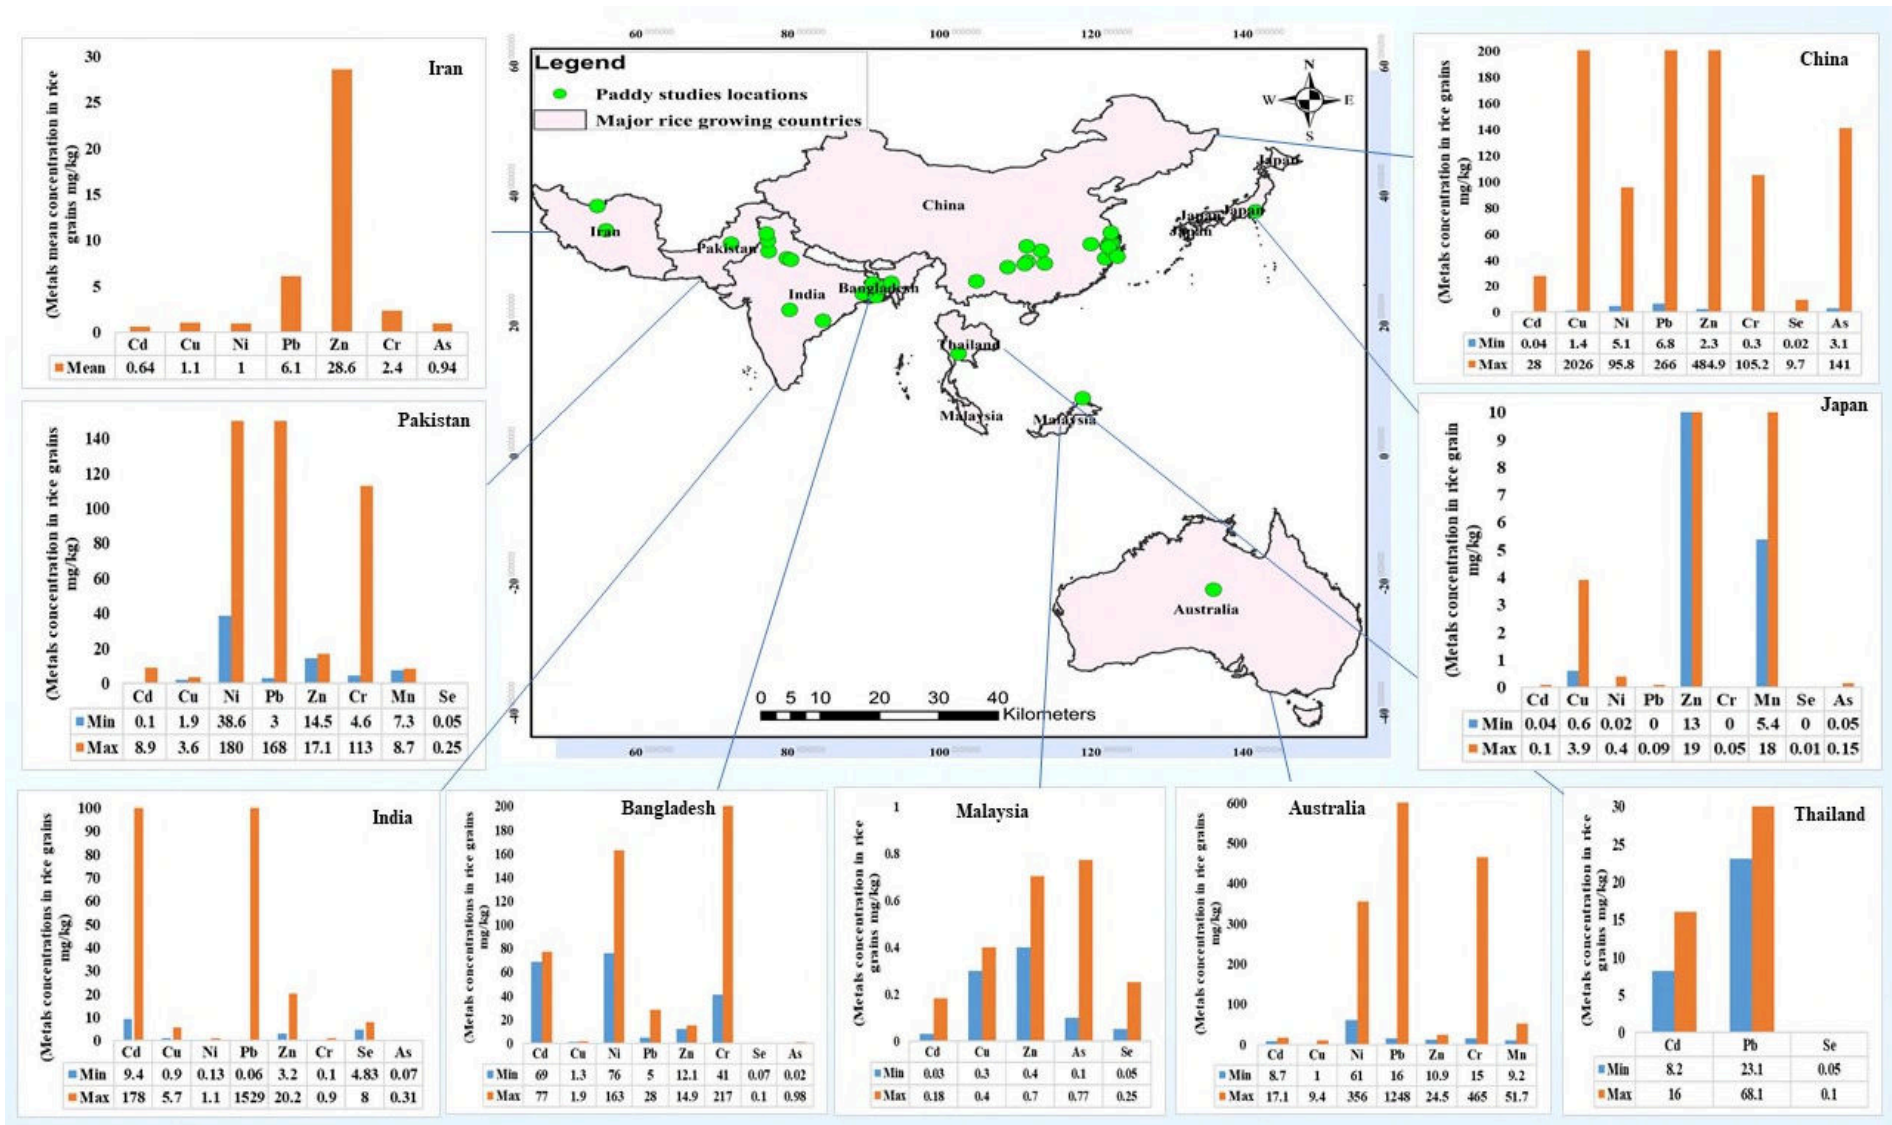 Iran
(Metals mean concentration in rice
grains mg/kg)
30
25
20
15
10
5
0
Cd Cu Ni Pb Zn Cr As
Mean 0.64 1.1 1 6.1 28.6 2.4 0.94
Pakistan
(Metals concentration in rice grains
mg/kg)
140
120
100
80
60
40
20
0
Cd Cu Ni Pb Zn Cr Mn Se
Min 0.1 1.9 38.6 3 14.5 4.6 7.3 0.05
Max 8.9 3.6 180 168 17.1 113 8.7 0.25
60 80 100 120 140
60
40
20
0
-20
-40
Legend
Paddy studies locations
Major rice growing countries
N
W E
S
Japan
China
Japan Japan
Japan
Iran
Pakistan
India
Bangladesh
Thailand
Malaysia
Malaysia
Australia
0 5 10 20 30 40
Kilometers
60
40
20
0
-20
-40
60 80 100 120 140
China
(Metals concentration in rice grains
mg/kg)
200
180
160
140
120
100
80
60
40
20
0
Cd Cu Ni Pb Zn Cr Se As
Min 0.04 1.4 5.1 6.8 2.3 0.3 0.02 3.1
Max 28 2026 95.8 266 484.9 105.2 9.7 141
Japan
(Metals concentration in rice grain
mg/kg)
10
9
8
7
6
5
4
3
2
1
0
Cd Cu Ni Pb Zn Cr Mn Se As
Min 0.04 0.6 0.02 0 13 0 5.4 0 0.05
Max 0.1 3.9 0.4 0.09 19 0.05 18 0.01 0.15
India
(Metals concentrations in rice grains
mg/kg)
100
90
80
70
60
50
40
30
20
10
0
Cd Cu Ni Pb Zn Cr Se As
Min 9.4 0.9 0.13 0.06 3.2 0.1 4.83 0.07
Max 178 5.7 1.1 1529 20.2 0.9 8 0.31
Bangladesh
(Metals concentrations in rice grains
mg/kg)
200
180
160
140
120
100
80
60
40
20
0
Cd Cu Ni Pb Zn Cr Se As
Min 69 1.3 76 5 12.1 41 0.07 0.02
Max 77 1.9 163 28 14.9 217 0.1 0.98
Malaysia
(Metals concentration in rice
grains mg/kg)
1
0.8
0.6
0.4
0.2
0
Cd Cu Zn As Se
Min 0.03 0.3 0.4 0.1 0.05
Max 0.18 0.4 0.7 0.77 0.25
Australia
(Metals concentration in rice grains
mg/kg)
600
500
400
300
200
100
0
Cd Cu Ni Pb Zn Cr Mn
Min 8.7 1 61 16 10.9 15 9.2
Max 17.1 9.4 356 1248 24.5 465 51.7
Thailand
(Metals concentration in rice
grains mg/kg)
30
25
20
15
10
5
0
Cd Pb Se
Min 8.2 23.1 0.05
Max 16 68.1 0.1